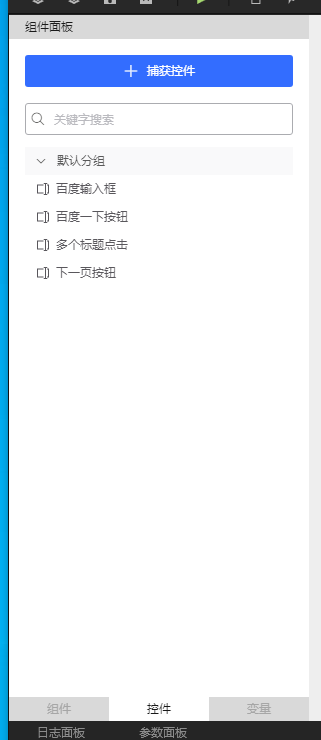 组件面板
捕获控件
关键字搜索
默认分组
百度输入框
百度一下按钮
多个标题点击
下一页按钮
组件 控件 变量
日志面板 参数面板